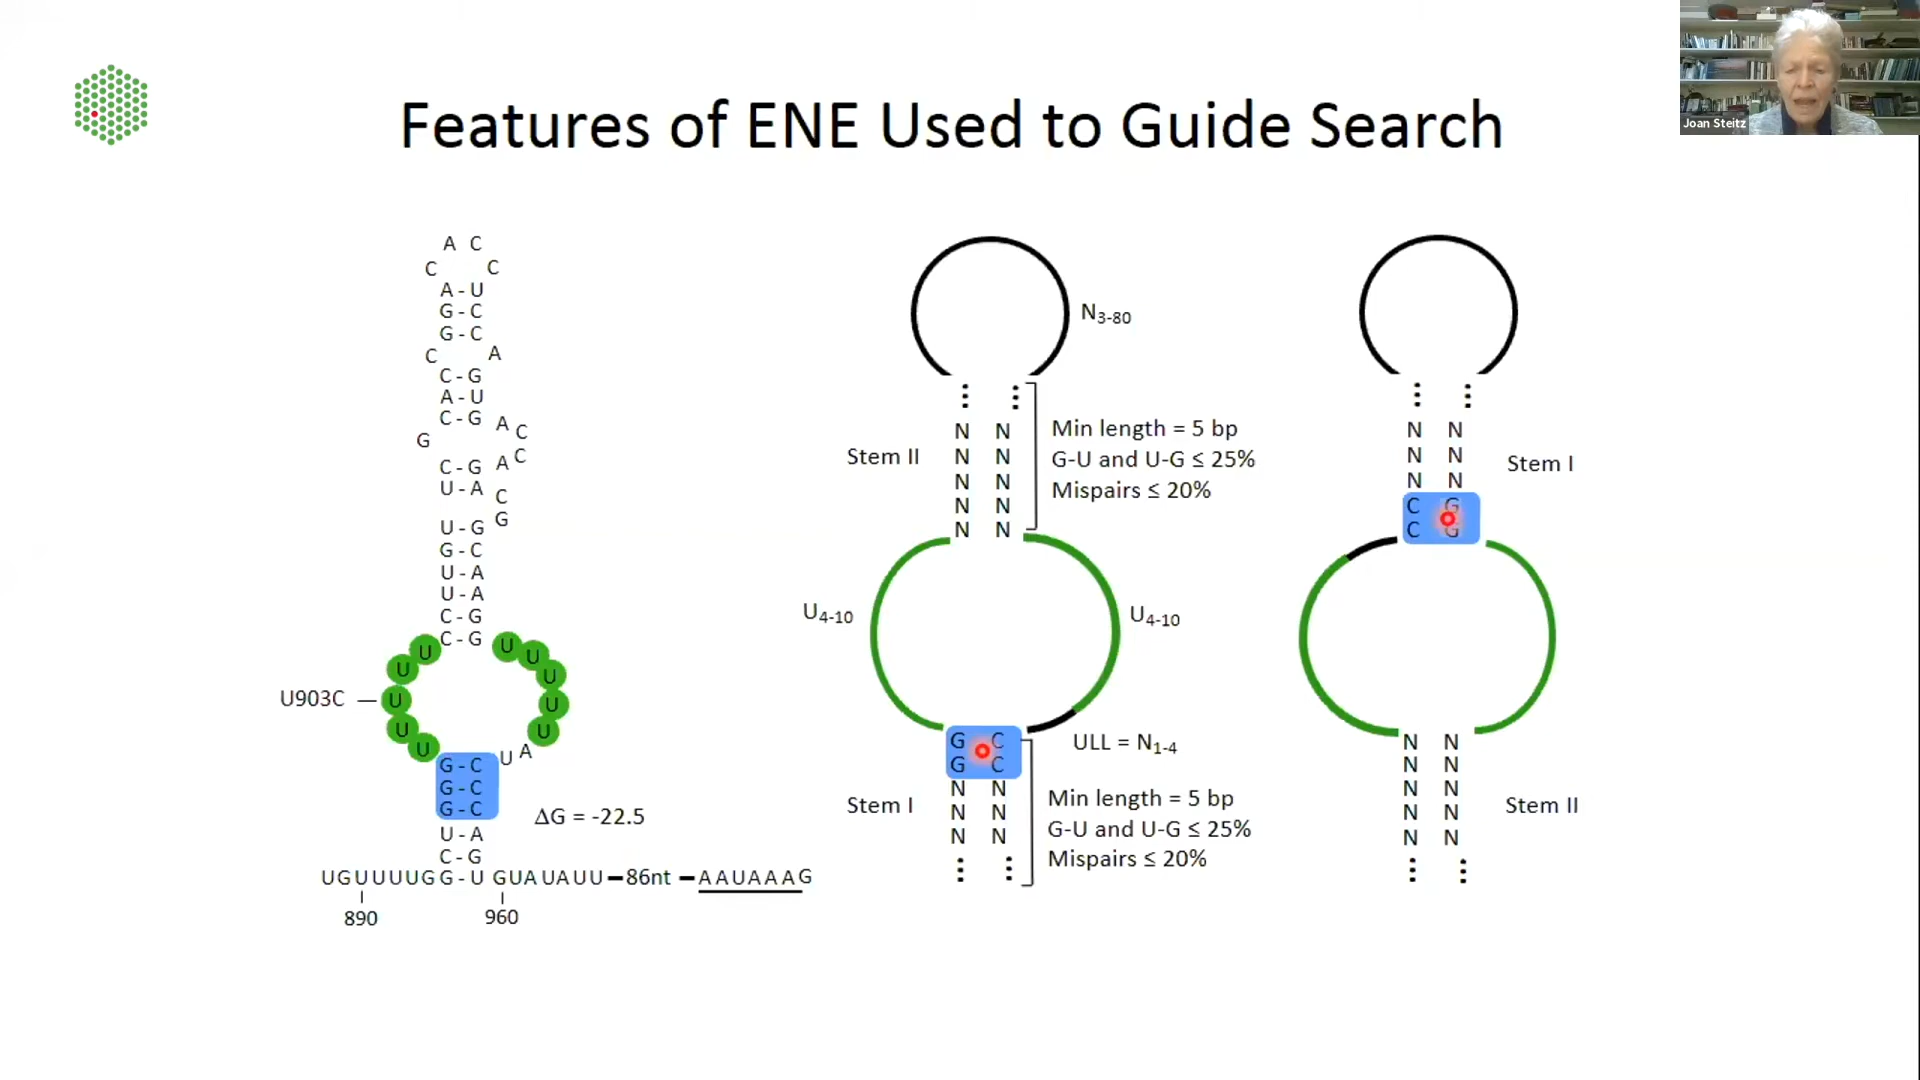 Joan Steitz
Features of ENE Used to Guide Search
A C
C C
A - U
G - C
G - C
C A
C - G
A - U
C - G A C
G C
C - G A
U - A C
G
U - G
G - C
U - A
U - A
C - G
C - G
U U
U U
U903C — U U
U U
U U
U A
G - C
G - C
G - C
ΔG = -22.5
U - A
C - G
UGUUUUGG - U GUAUAUU — 86nt — AAUAAAG
890 960
N3-80
N N
N N
N N
N N
N N
Stem II
Min length = 5 bp
G-U and U-G ≤ 25%
Mispairs ≤ 20%
U4-10 U4-10
G C
G C
N N
N N
N N
ULL = N1-4
Stem I
Min length = 5 bp
G-U and U-G ≤ 25%
Mispairs ≤ 20%
N N
N N
N N
C G
C G
Stem I
N N
N N
N N
N N
N N
Stem II